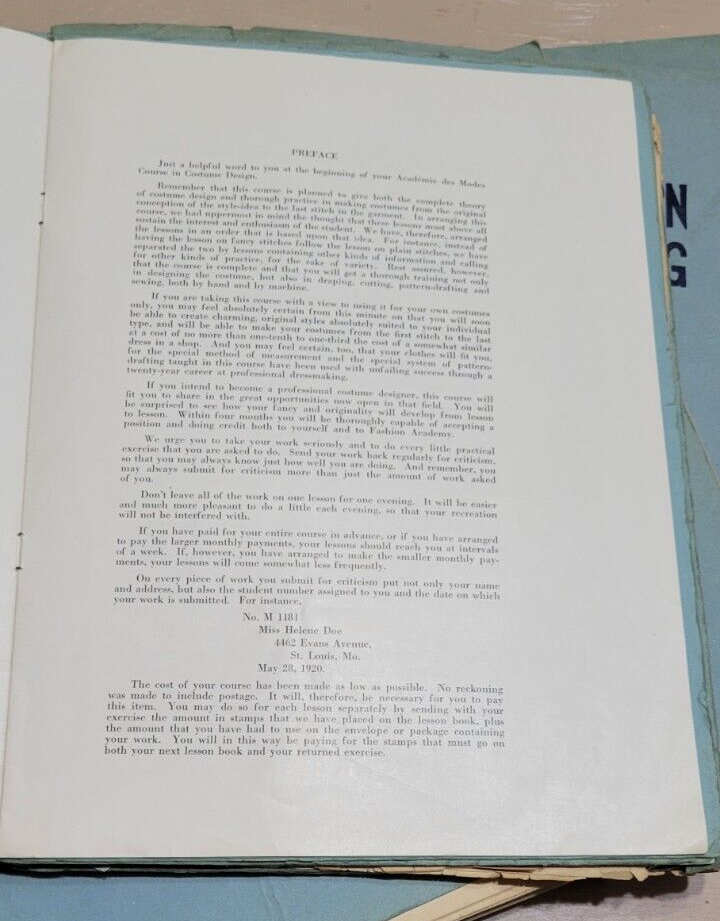 PREFACE
Just a helpful word to you at the beginning of your Académie des Modes
Course in Costume Design.
Remember that this course is planned to give both the complete theory
of costume design and thorough practice in making costumes from the original
conception of the style-idea to the last stitch in the garment. In arranging this
course, we had uppermost in mind the thought that these lessons must above all
sustain the interest and enthusiasm of the student. We have, therefore, arranged
the lessons in an order that is based upon that idea. For instance, instead of
having the lesson on fancy stitches follow the lesson on plain stitches, we have
separated the two by lessons containing other kinds of information and calling
for other kinds of practice, for the sake of variety. Rest assured, however,
that the course is complete and that you will get a thorough training not only
in designing the costume, but also in draping, cutting, pattern-drafting and
sewing, both by hand and by machine.
If you are taking this course with a view to using it for your own costumes
only, you may feel absolutely certain from this minute on that you will soon
be able to create charming, original styles absolutely suited to your individual
type, and will be able to make your costumes from the first stitch to the last
at a cost of no more than one-tenth to one-third the cost of a somewhat similar
dress in a shop. And you may feel certain, too, that your clothes will fit you,
for the special method of measurement and the special system of pattern-
drafting taught in this course have been used with unfailing success through a
twenty-year career at professional dressmaking.
If you intend to become a professional costume designer, this course will
fit you to share in the great opportunities now open in that field. You will
be surprised to see how your fancy and originality will develop from lesson
to lesson. Within four months you will be thoroughly capable of accepting a
position and doing credit both to yourself and to Fashion Academy.
We urge you to take your work seriously and to do every little practical
exercise that you are asked to do. Send your work back regularly for criticism,
so that you may always know just how well you are doing. And remember, you
may always submit for criticism more than just the amount of work asked
of you.
Don't leave all of the work on one lesson for one evening. It will be easier
and much more pleasant to do a little each evening, so that your recreation
will not be interfered with.
If you have paid for your entire course in advance, or if you have arranged
to pay the larger monthly payments, your lessons should reach you at intervals
of a week. If, however, you have arranged to make the smaller monthly pay-
ments, your lessons will come somewhat less frequently.
On every piece of work you submit for criticism put not only your name
and address, but also the student number assigned to you and the date on which
your work is submitted. For instance,
No. M 1181
Miss Helene Doe
4462 Evans Avenue,
St. Louis, Mo.
May 28, 1920.
The cost of your course has been made as low as possible. No reckoning
was made to include postage. It will, therefore, be necessary for you to pay
this item. You may do so for each lesson separately by sending with your
exercise the amount in stamps that we have placed on the lesson book, plus
the amount that you have had to use on the envelope or package containing
your work. You will in this way be paying for the stamps that must go on
both your next lesson book and your returned exercise.
N
G